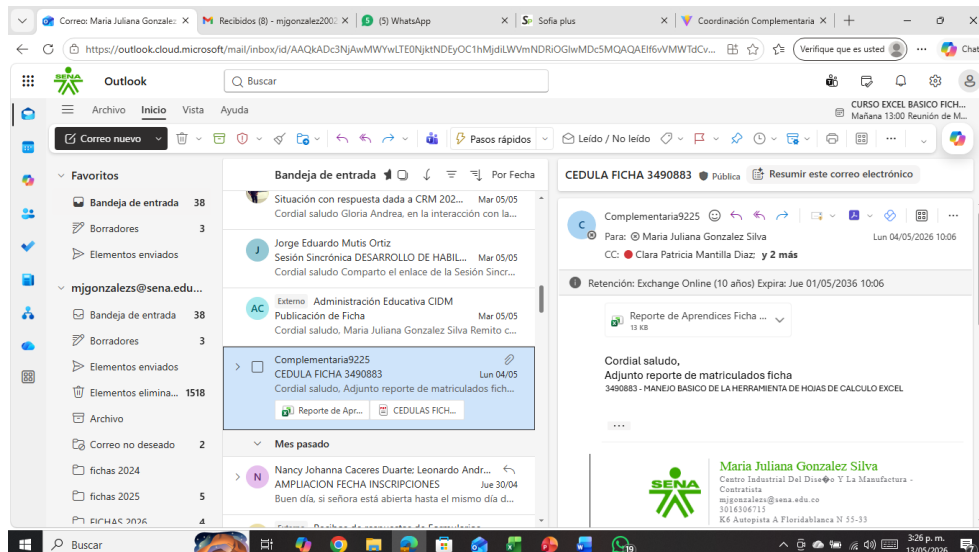 Correo: Maria Juliana Gonzalez
Recibidos (8) - mjgonzalez2002
(5) WhatsApp
Sofia plus
Coordinación Complementaria
https://outlook.cloud.microsoft/mail/inbox/id/
Verifique que es usted
Chat
SENA
Outlook
Buscar
Archivo Inicio Vista Ayuda
CURSO EXCEL BASICO FICH...
Mañana 13:00 Reunión de M...
Correo nuevo
Pasos rápidos
Leído / No leído
Favoritos
Bandeja de entrada 38
Borradores 3
Elementos enviados
mjgonzalezs@sena.edu...
Bandeja de entrada 38
Borradores 3
Elementos enviados
Elementos elimina... 1518
Archivo
Correo no deseado 2
fichas 2024
fichas 2025 5
FICHAS 2026 4
Bandeja de entrada
Por Fecha
Situación con respuesta dada a CRM 202... Mar 05/05
Cordial saludo Gloria Andrea, en la interacción con la...
J
Jorge Eduardo Mutis Ortiz
Sesión Sincrónica DESARROLLO DE HABIL... Mar 05/05
Cordial saludo Comparto el enlace de la Sesión Sincr...
AC
Externo Administración Educativa CIDM
Publicación de Ficha Mar 05/05
Cordial saludo, Maria Juliana Gonzalez Silva Remito c...
Complementaria9225
CEDULA FICHA 3490883 Lun 04/05
Cordial saludo, Adjunto reporte de matriculados fich...
Reporte de Apr...
CEDULAS FICH...
Mes pasado
N
Nancy Johanna Caceres Duarte; Leonardo Andr...
AMPLIACION FECHA INSCRIPCIONES Jue 30/04
Buen día, si señora está abierta hasta el mismo día d...
CEDULA FICHA 3490883
Pública
Resumir este correo electrónico
C
Complementaria9225
Para: Maria Juliana Gonzalez Silva
Lun 04/05/2026 10:06
CC: Clara Patricia Mantilla Diaz; y 2 más
Retención: Exchange Online (10 años) Expira: Jue 01/05/2036 10:06
Reporte de Aprendices Ficha ...
13 KB
Cordial saludo,
Adjunto reporte de matriculados ficha
3490883 - MANEJO BASICO DE LA HERRAMIENTA DE HOJAS DE CALCULO EXCEL
...
SENA
Maria Juliana Gonzalez Silva
Centro Industrial Del Dise�o Y La Manufactura -
Contratista
mjgonzalezs@sena.edu.co
3016306715
K6 Autopista A Floridablanca N 55-33
Buscar
19
3:26 p. m.
13/05/2026